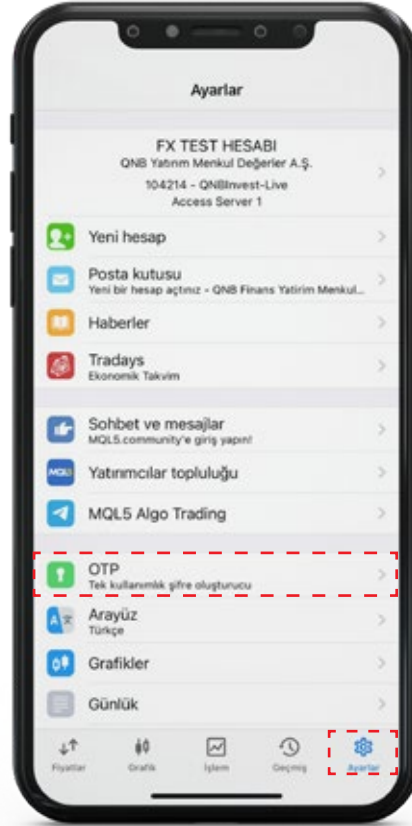 Ayarlar
FX TEST HESABI
QNB Yatırım Menkul Değerler A.Ş.
104214 - QNBInvest-Live
Access Server 1
Yeni hesap
Posta kutusu
Yeni bir hesap açtınız - QNB Finans Yatirim Menkul...
Haberler
Tradays
Ekonomik Takvim
Sohbet ve mesajlar
MQL5.community'e giriş yapın!
MQL5
Yatırımcılar topluluğu
MQL5 Algo Trading
OTP
Tek kullanımlık şifre oluşturucu
A
Arayüz
Türkçe
Grafikler
Günlük
Fiyatlar
Grafik
İşlem
Geçmiş
Ayarlar